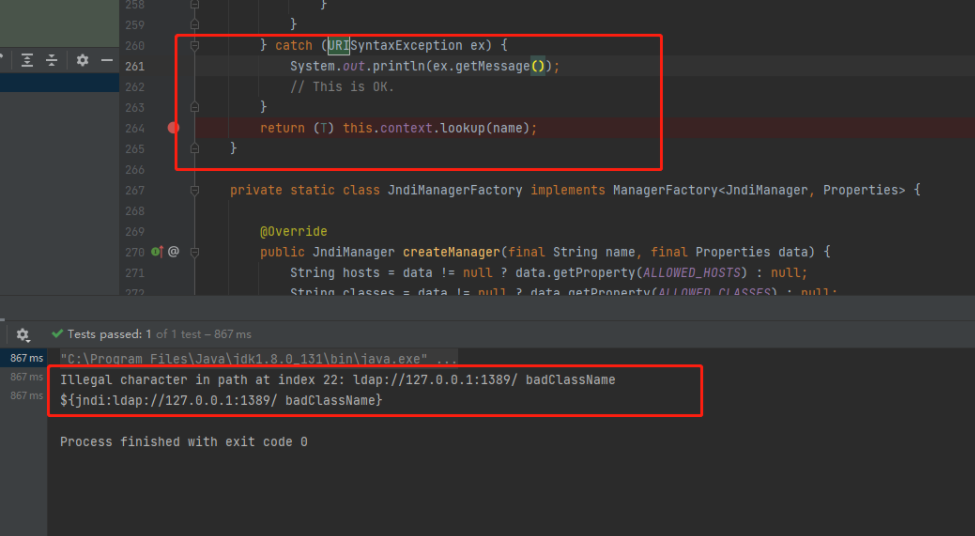 258 }
259 }
260 } catch (URISyntaxException ex) {
261 System.out.println(ex.getMessage());
262 // This is OK.
263 }
264 return (T) this.context.lookup(name);
265 }
266
267 private static class JndiManagerFactory implements ManagerFactory<JndiManager, Properties> {
268
269 @Override
270 @ public JndiManager createManager(final String name, final Properties data) {
271 String hosts = data != null ? data.getProperty(ALLOWED_HOSTS) : null;
272 String classes = data != null ? data.getProperty(ALLOWED_CLASSES) : null;
Tests passed: 1 of 1 test – 867 ms
867 ms "C:\Program Files\Java\jdk1.8.0_131\bin\java.exe" ...
867 ms Illegal character in path at index 22: ldap://127.0.0.1:1389/ badClassName
867 ms ${jndi:ldap://127.0.0.1:1389/ badClassName}
Process finished with exit code 0